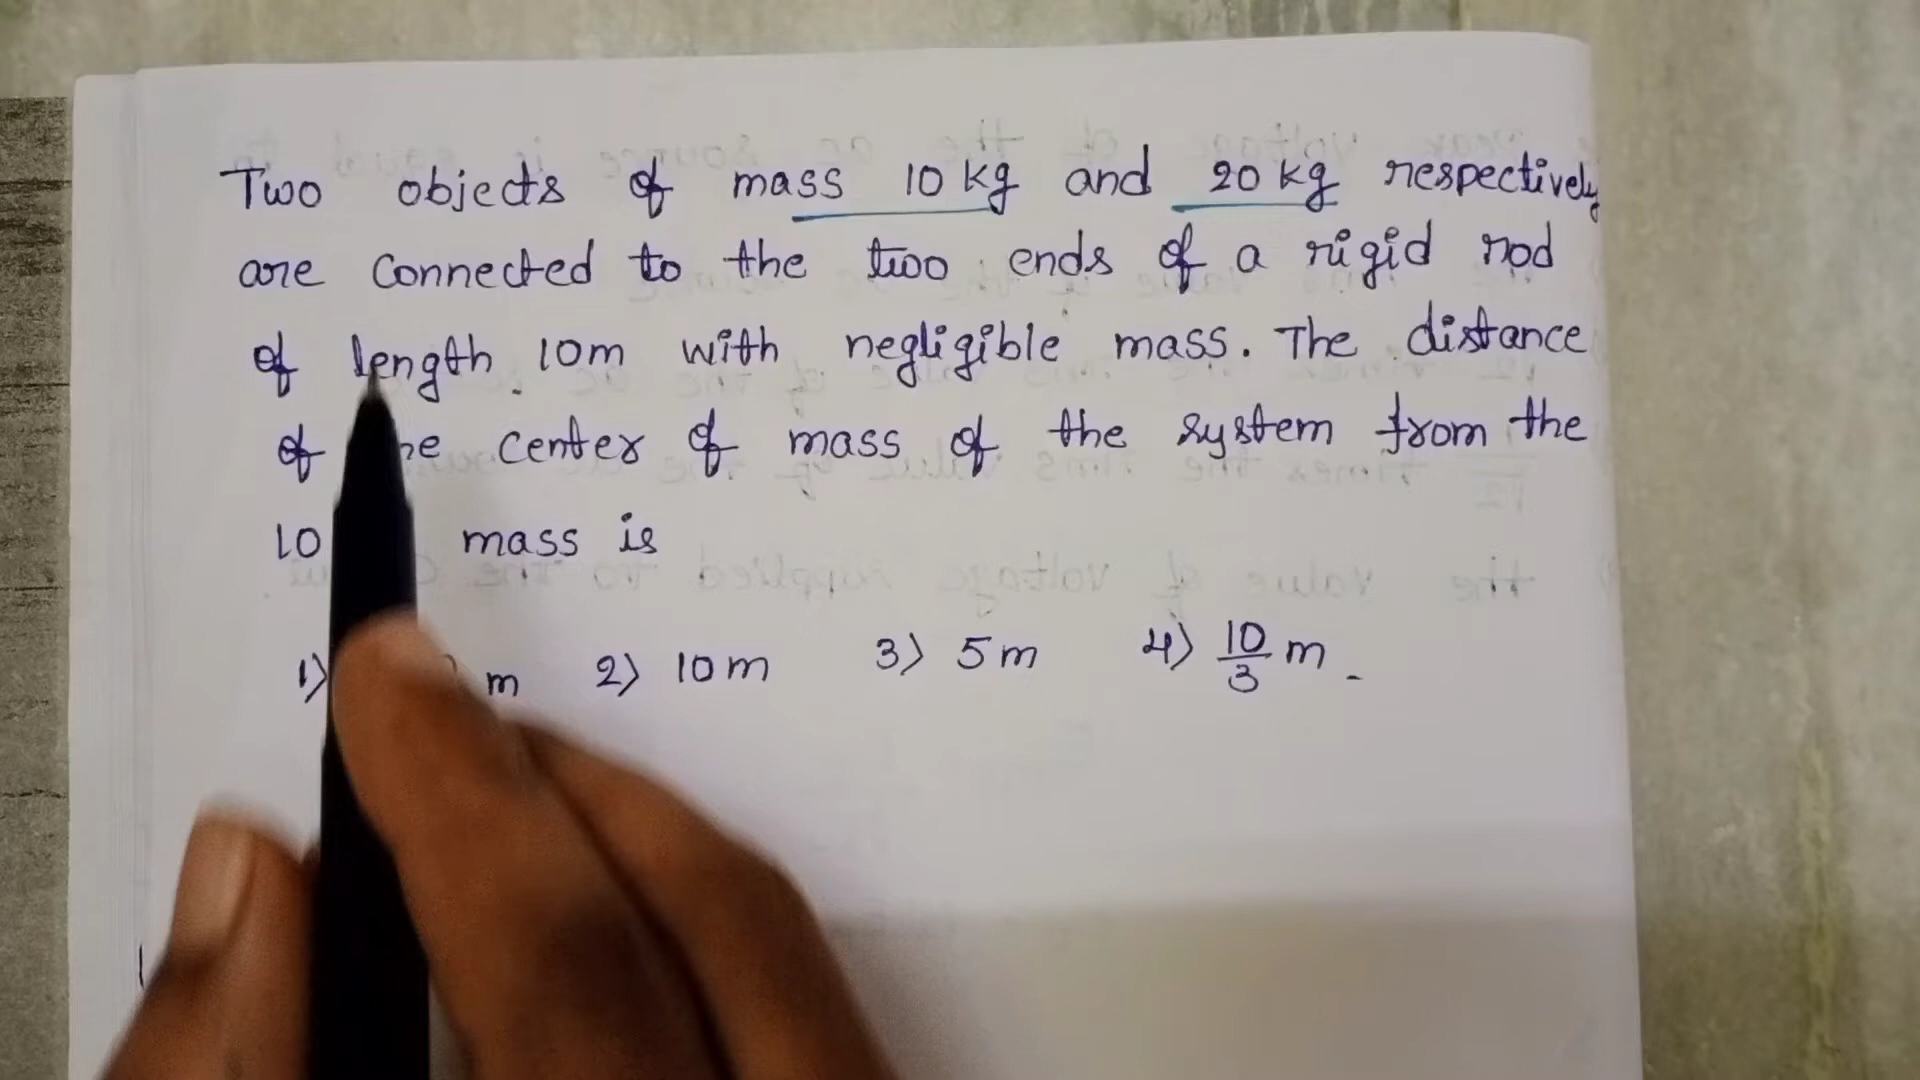 Two objects of mass 10 kg and 20 kg respectively
are connected to the two ends of a rigid rod
of length 10m with negligible mass. The distance
of center of mass of the system from the
10 mass is
1) m 2) 10 m 3) 5 m 4) 10/3 m.